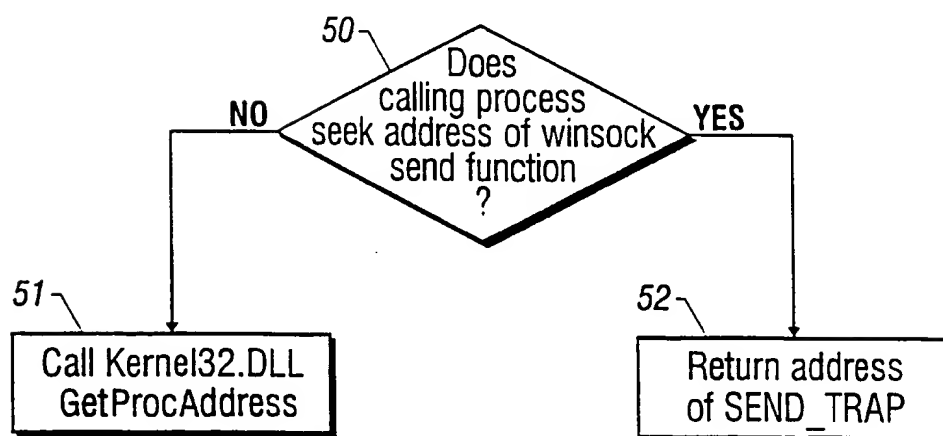 50
Does
calling process
seek address of winsock
send function
?
NO
YES
51
Call Kernel32.DLL
GetProcAddress
52
Return address
of SEND_TRAP